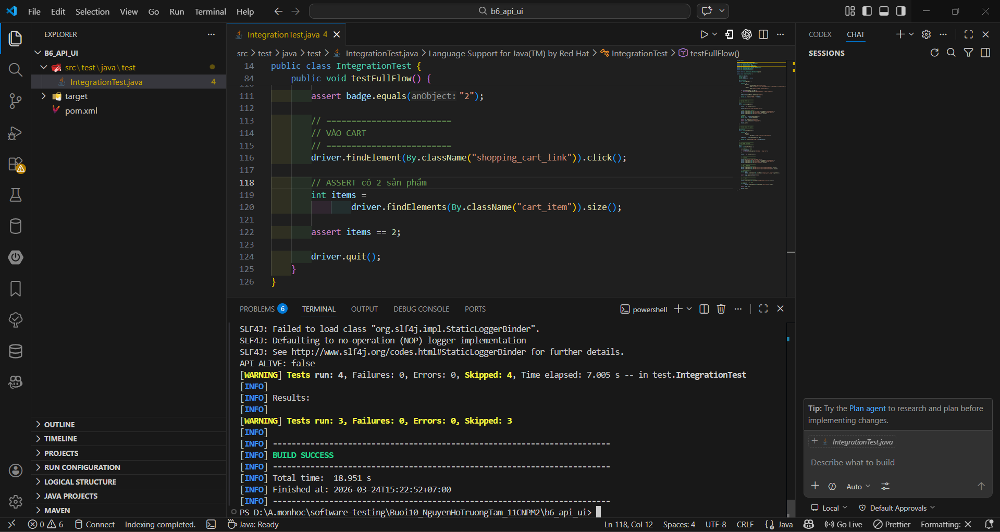 File Edit Selection View Go Run Terminal Help
b6_api_ui
EXPLORER
B6_API_UI
src\test\java\test
IntegrationTest.java 4
target
pom.xml
OUTLINE
TIMELINE
PROJECTS
RUN CONFIGURATION
LOGICAL STRUCTURE
JAVA PROJECTS
MAVEN
IntegrationTest.java 4
src > test > java > test > IntegrationTest.java > Language Support for Java(TM) by Red Hat > IntegrationTest > testFullFlow()
14 public class IntegrationTest {
84 public void testFullFlow() {
111 assert badge.equals(anObject: "2");
112
113 // =========================
114 // VÀO CART
115 // =========================
116 driver.findElement(By.className("shopping_cart_link")).click();
117
118 // ASSERT có 2 sản phẩm
119 int items =
120 driver.findElements(By.className("cart_item")).size();
121
122 assert items == 2;
123
124 driver.quit();
125 }
126 }
PROBLEMS 6 TERMINAL OUTPUT DEBUG CONSOLE PORTS
powershell
SLF4J: Failed to load class "org.slf4j.impl.StaticLoggerBinder".
SLF4J: Defaulting to no-operation (NOP) logger implementation
SLF4J: See http://www.slf4j.org/codes.html#StaticLoggerBinder for further details.
API ALIVE: false
[WARNING] Tests run: 4, Failures: 0, Errors: 0, Skipped: 4, Time elapsed: 7.005 s -- in test.IntegrationTest
[INFO]
[INFO] Results:
[INFO]
[WARNING] Tests run: 3, Failures: 0, Errors: 0, Skipped: 3
[INFO]
[INFO] ------------------------------------------------------------------------
[INFO] BUILD SUCCESS
[INFO] ------------------------------------------------------------------------
[INFO] Total time:  18.951 s
[INFO] Finished at: 2026-03-24T15:22:52+07:00
[INFO] ------------------------------------------------------------------------
PS D:\A.monhoc\software-testing\Buoi10_NguyenHoTruongTam_11CNPM2\b6_api_ui>
CODEX CHAT
SESSIONS
Tip: Try the Plan agent to research and plan before
implementing changes.
IntegrationTest.java
Describe what to build
Auto
Local Default Approvals
0 6 Connect Indexing completed. Java: Ready
Ln 118, Col 12 Spaces: 4 UTF-8 CRLF {} Java Go Live Prettier Formatting: ×